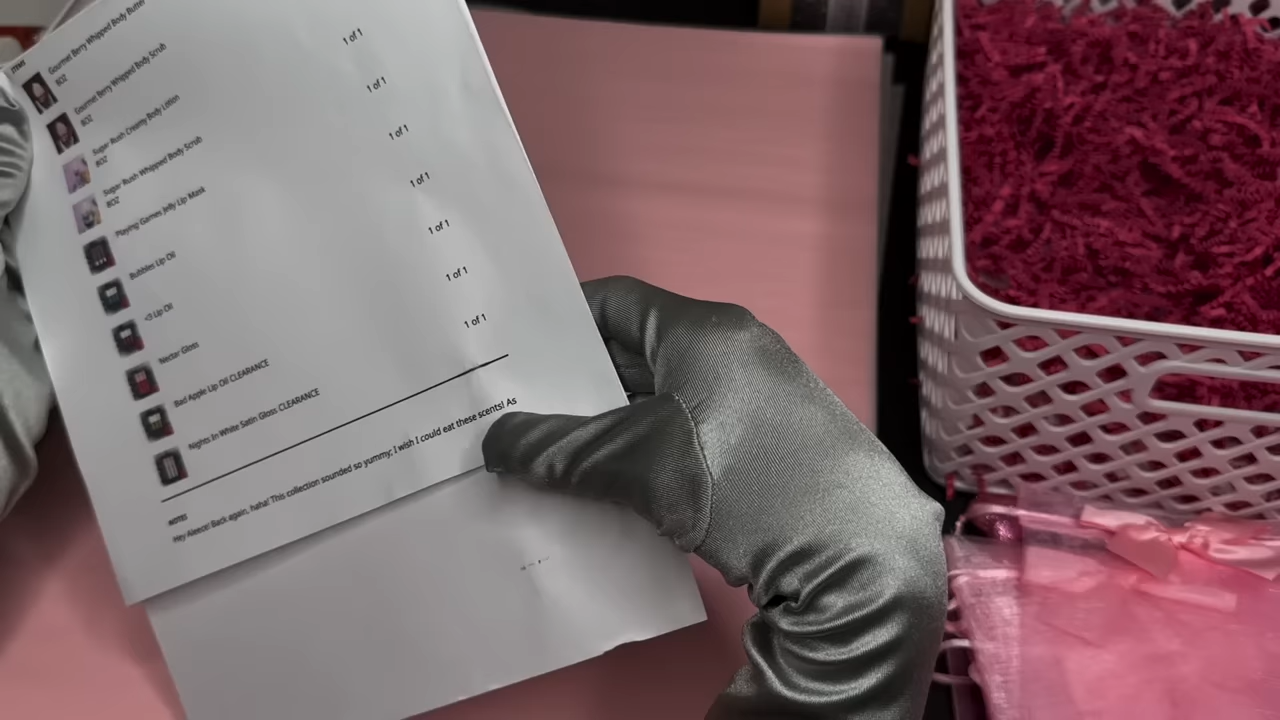 ITEMS
Gourmet Berry Whipped Body Butter
8OZ
1 of 1
Gourmet Berry Whipped Body Scrub
8OZ
1 of 1
Sugar Rush Creamy Body Lotion
8OZ
1 of 1
Sugar Rush Whipped Body Scrub
8OZ
1 of 1
Playing Games Jelly Lip Mask
1 of 1
Bubbles Lip Oil
1 of 1
<3 Lip Oil
1 of 1
Nectar Gloss
Bad Apple Lip Oil CLEARANCE
Nights In White Satin Gloss CLEARANCE
NOTES
Hey Aleece! Back again, haha! This collection sounded so yummy; I wish I could eat these scents! As